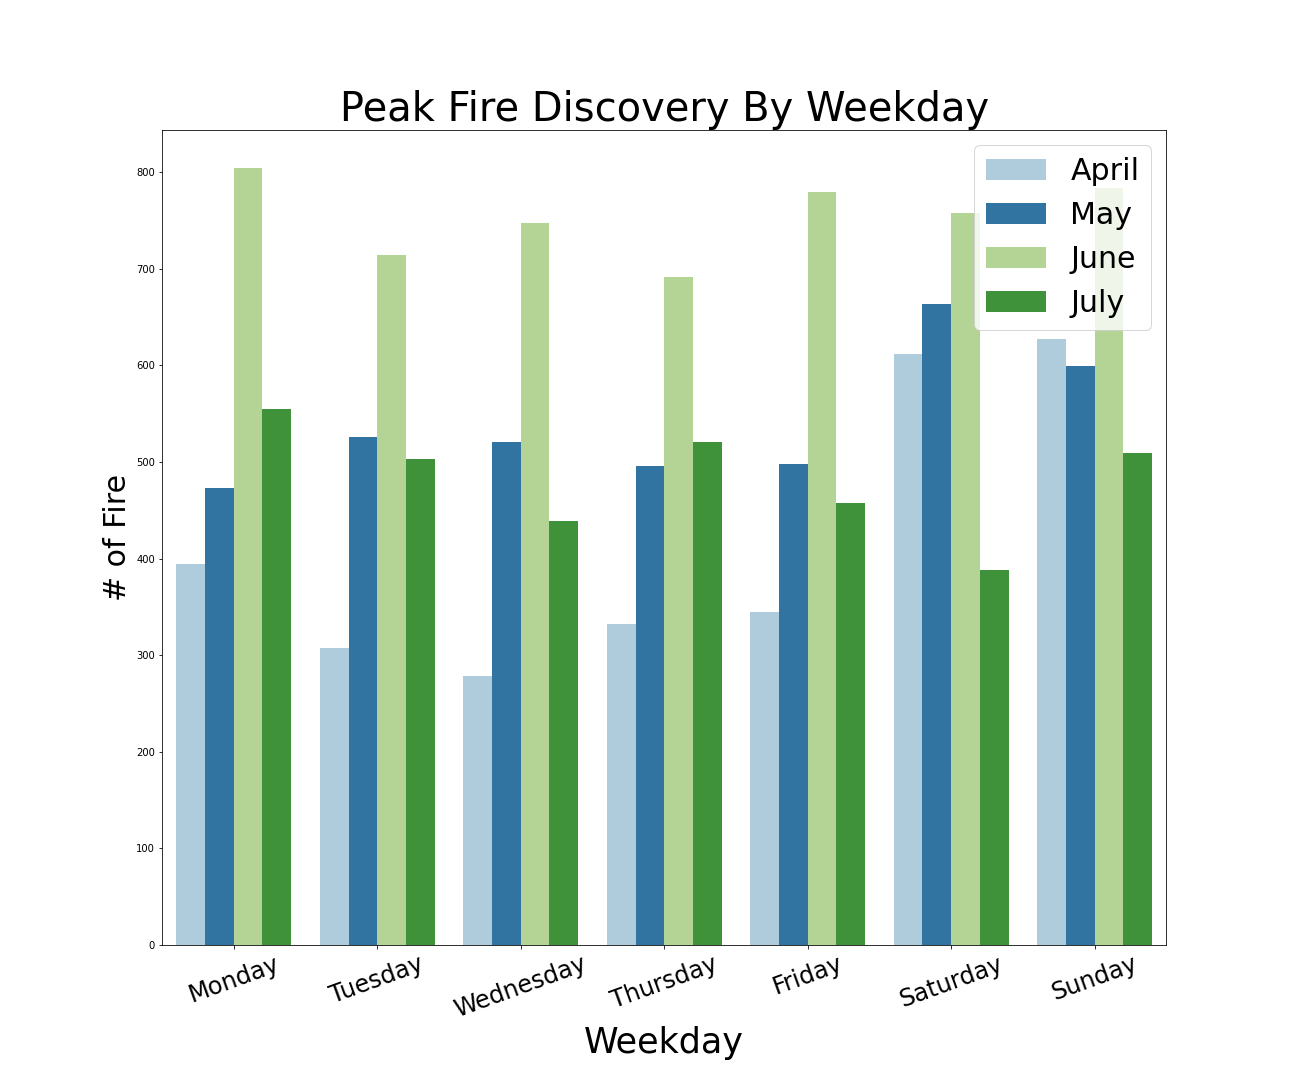 Peak Fire Discovery By Weekday
April
May
June
July
800
700
600
500
400
300
200
100
0
# of Fire
Monday
Tuesday
Wednesday
Thursday
Friday
Saturday
Sunday
Weekday